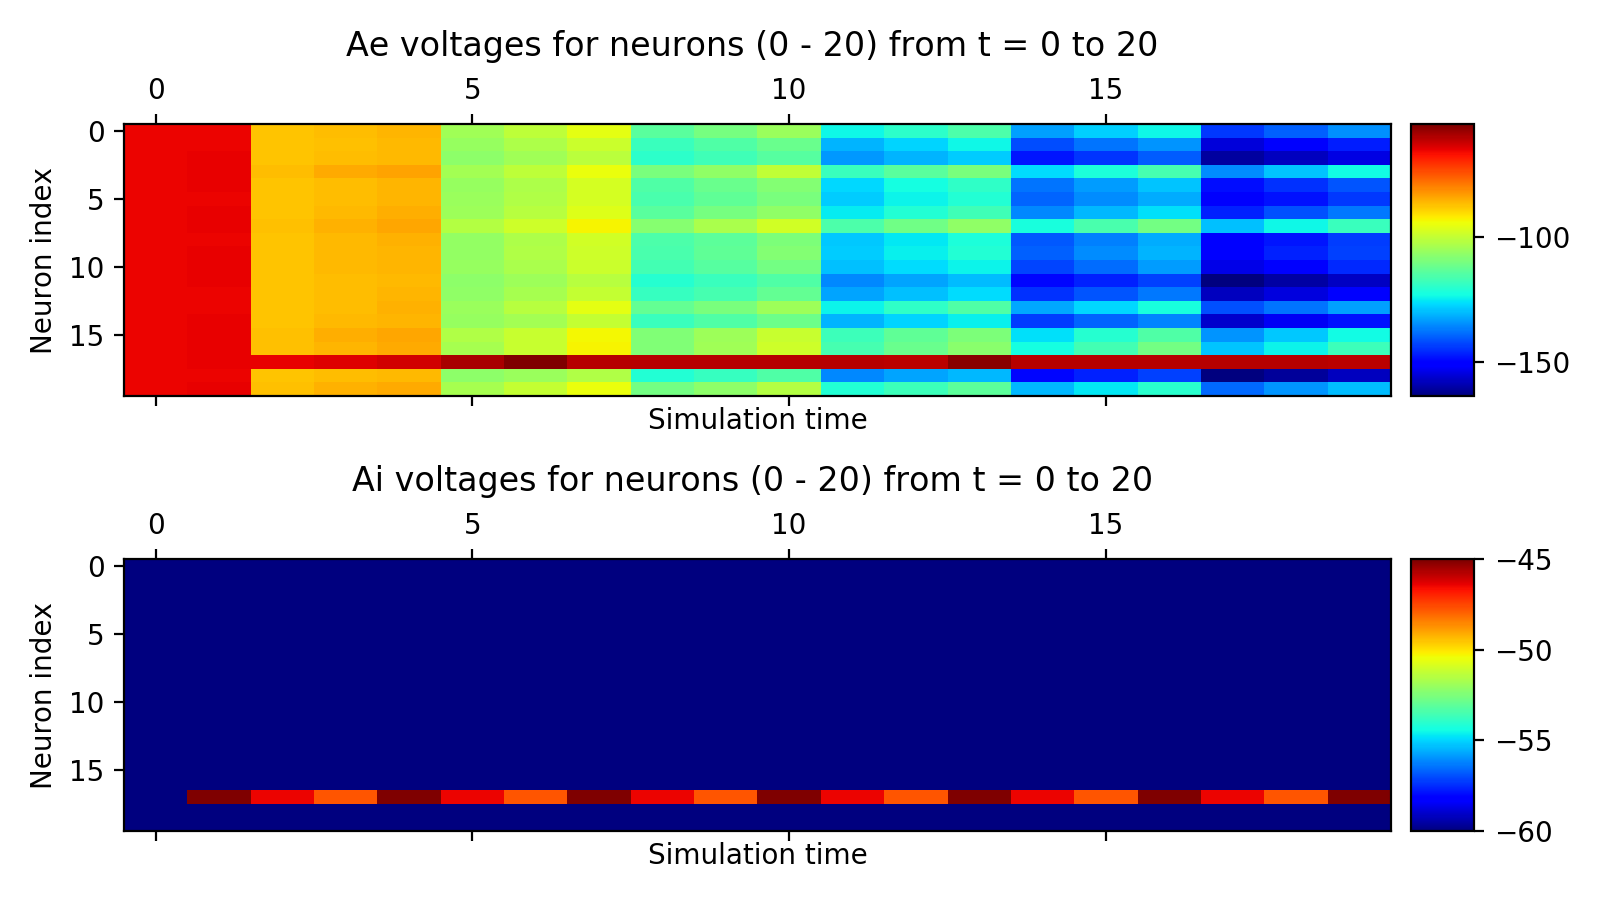 Ae voltages for neurons (0 - 20) from t = 0 to 20
0 5 10 15
Neuron index
0
5
10
15
−100
−150
Simulation time
Ai voltages for neurons (0 - 20) from t = 0 to 20
0 5 10 15
Neuron index
0
5
10
15
−45
−50
−55
−60
Simulation time